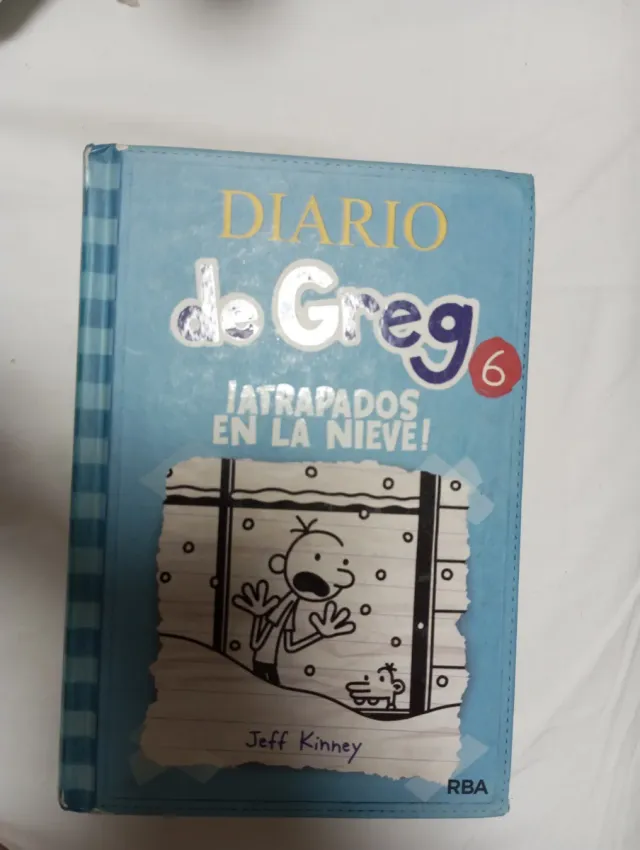 DIARIO
de Greg
6
¡ATRAPADOS
EN LA NIEVE!
Jeff Kinney
RBA